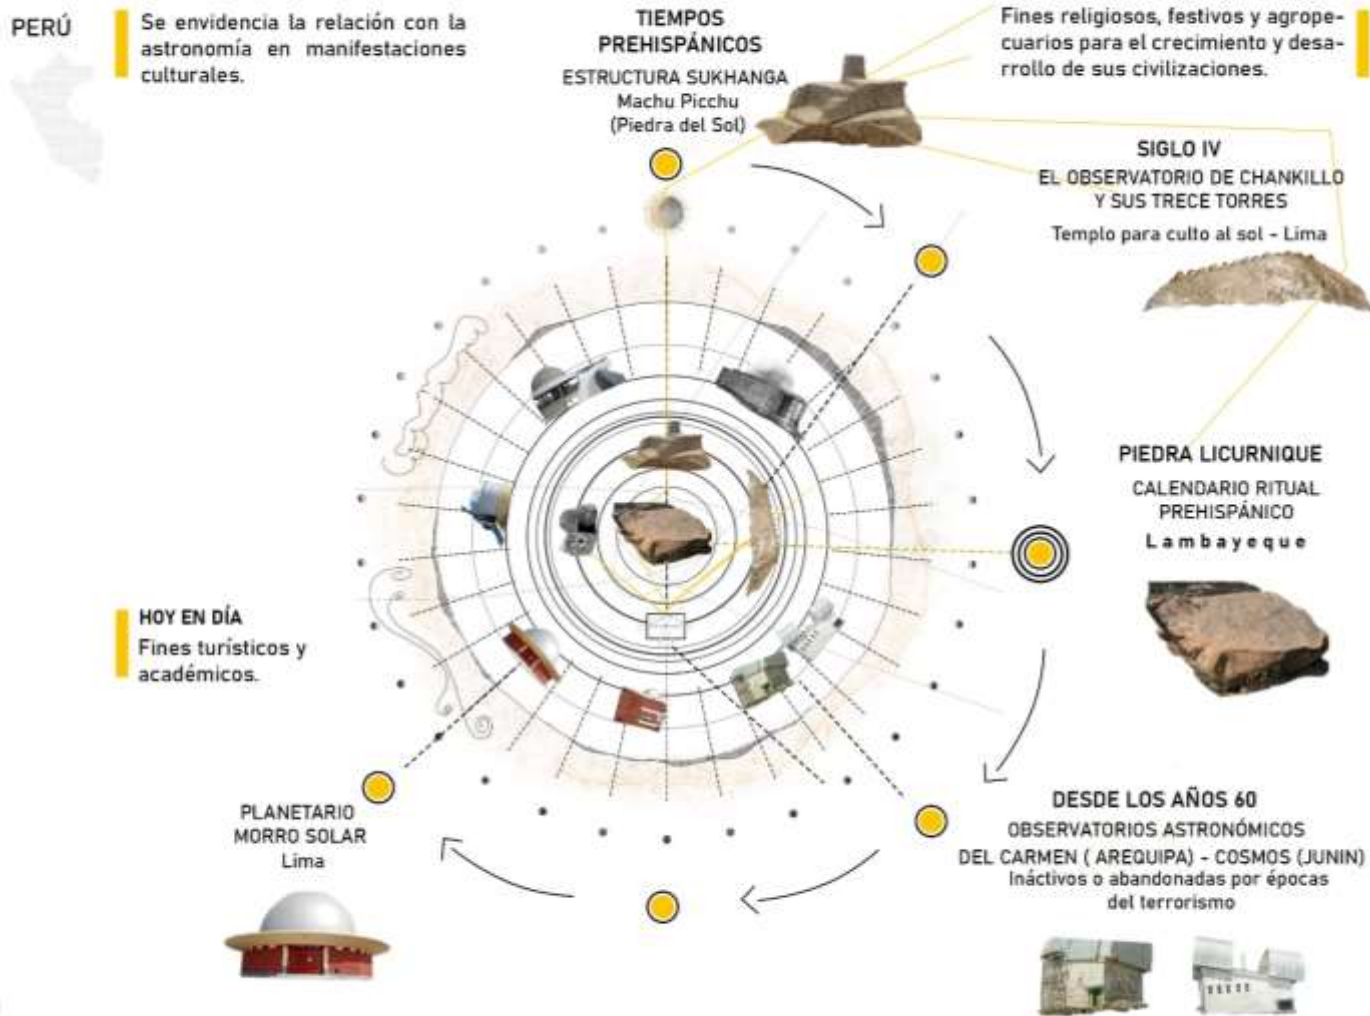 PERÚ
Se envidencia la relación con la
astronomía en manifestaciones
culturales.
TIEMPOS
PREHISPÁNICOS
ESTRUCTURA SUKHANGA
Machu Picchu
(Piedra del Sol)
Fines religiosos, festivos y agrope-
cuarios para el crecimiento y desa-
rrollo de sus civilizaciones.
SIGLO IV
EL OBSERVATORIO DE CHANKILLO
Y SUS TRECE TORRES
Templo para culto al sol - Lima
PIEDRA LICURNIQUE
CALENDARIO RITUAL
PREHISPÁNICO
Lambayeque
HOY EN DÍA
Fines turísticos y
académicos.
PLANETARIO
MORRO SOLAR
Lima
DESDE LOS AÑOS 60
OBSERVATORIOS ASTRONÓMICOS
DEL CARMEN ( AREQUIPA) - COSMOS (JUNIN)
Ináctivos o abandonadas por épocas
del terrorismo